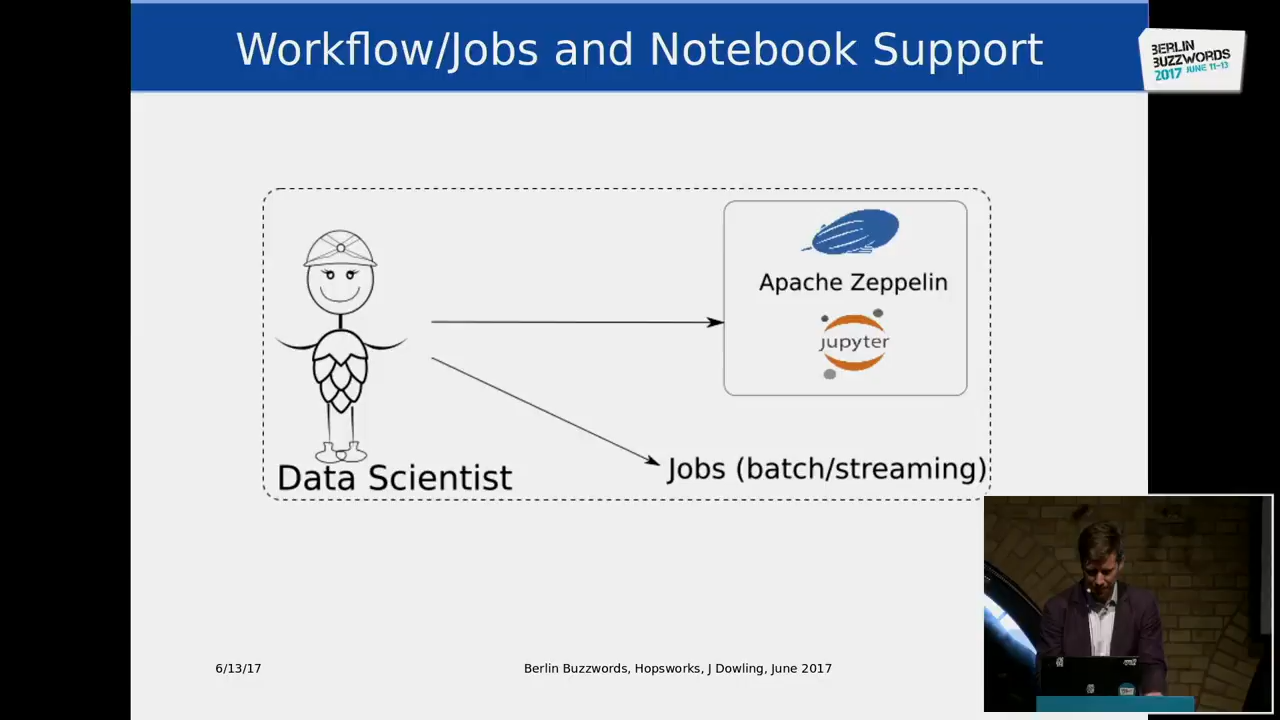 Workflow/Jobs and Notebook Support
BERLIN
BUZZWORDS
2017 JUNE 11-13
Apache Zeppelin
jupyter
Jobs (batch/streaming)
Data Scientist
6/13/17
Berlin Buzzwords, Hopsworks, J Dowling, June 2017